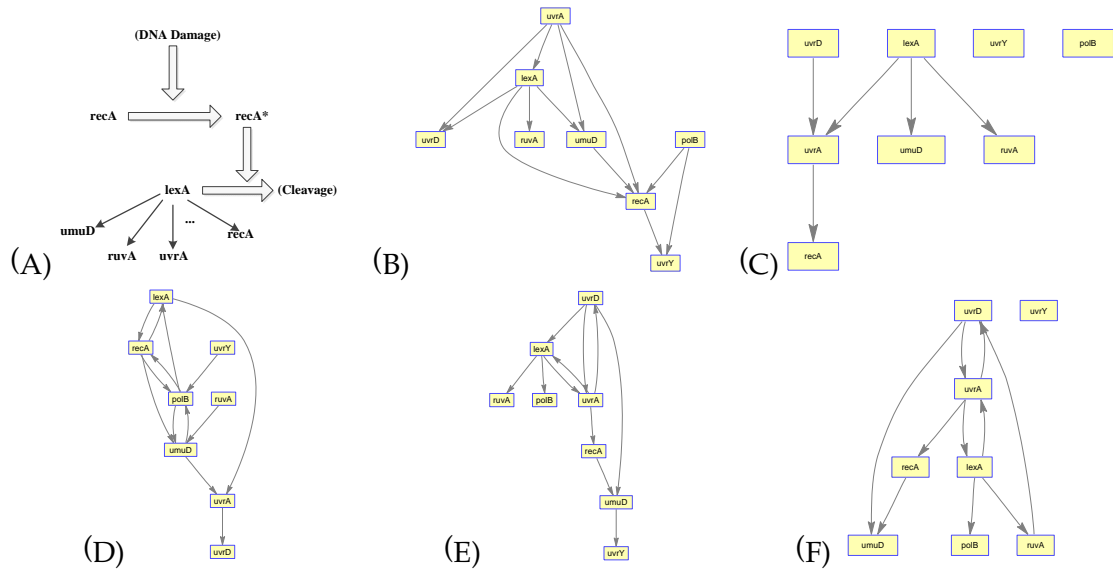 (DNA Damage)
recA recA*
lexA (Cleavage)
umuD ... recA
ruvA uvrA
(A)
uvrA
lexA
uvrD ruvA umuD polB
recA
uvrY
(B)
uvrD lexA uvrY polB
uvrA umuD ruvA
recA
(C)
lexA
recA uvrY
polB ruvA
umuD
uvrA
uvrD
(D)
uvrD
lexA
ruvA polB uvrA
recA
umuD
uvrY
(E)
uvrD uvrY
uvrA
recA lexA
umuD polB ruvA
(F)